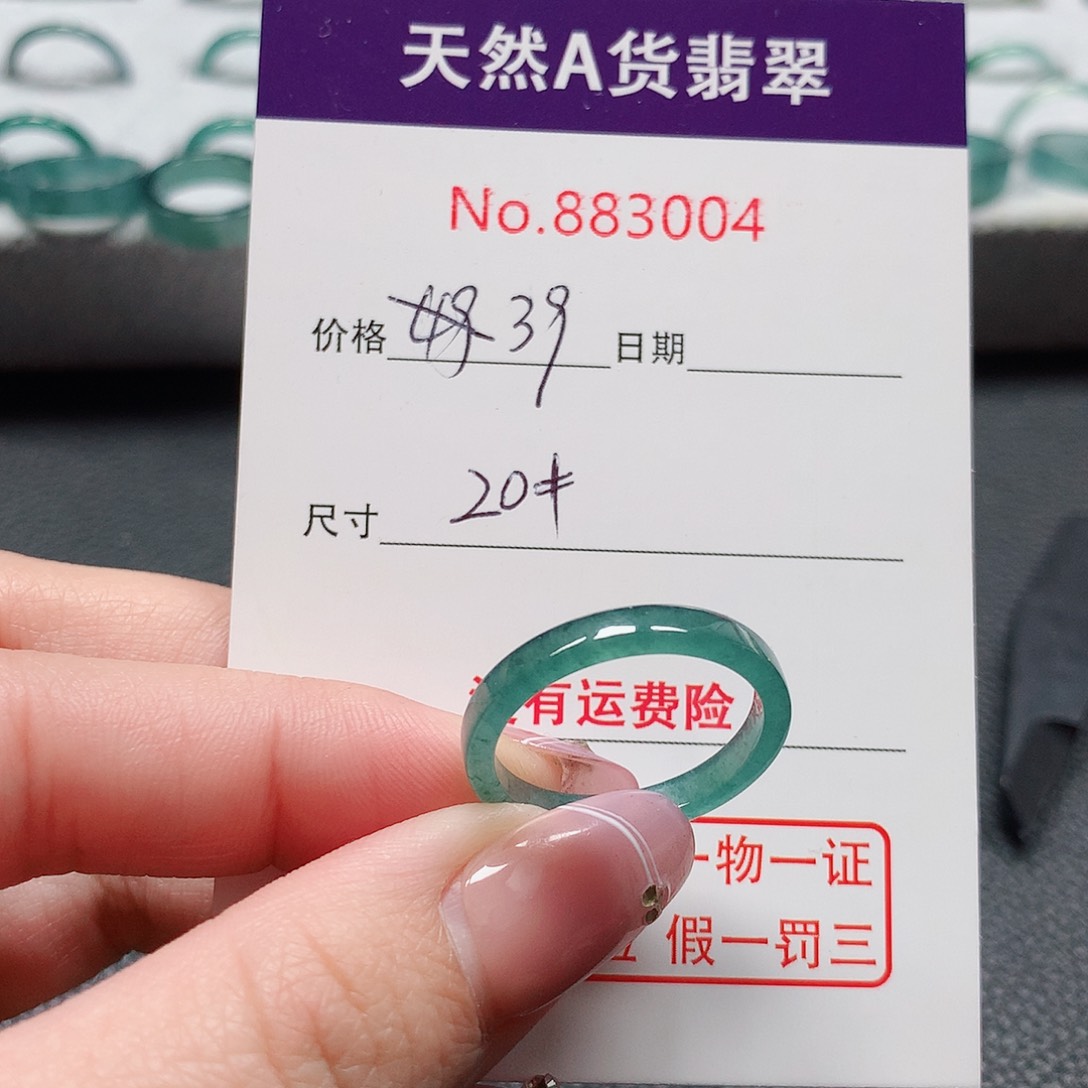 天然A货翡翠
No.883004
价格 49 39 日期
尺寸 20#
有运费险
一物一证
假一罚三